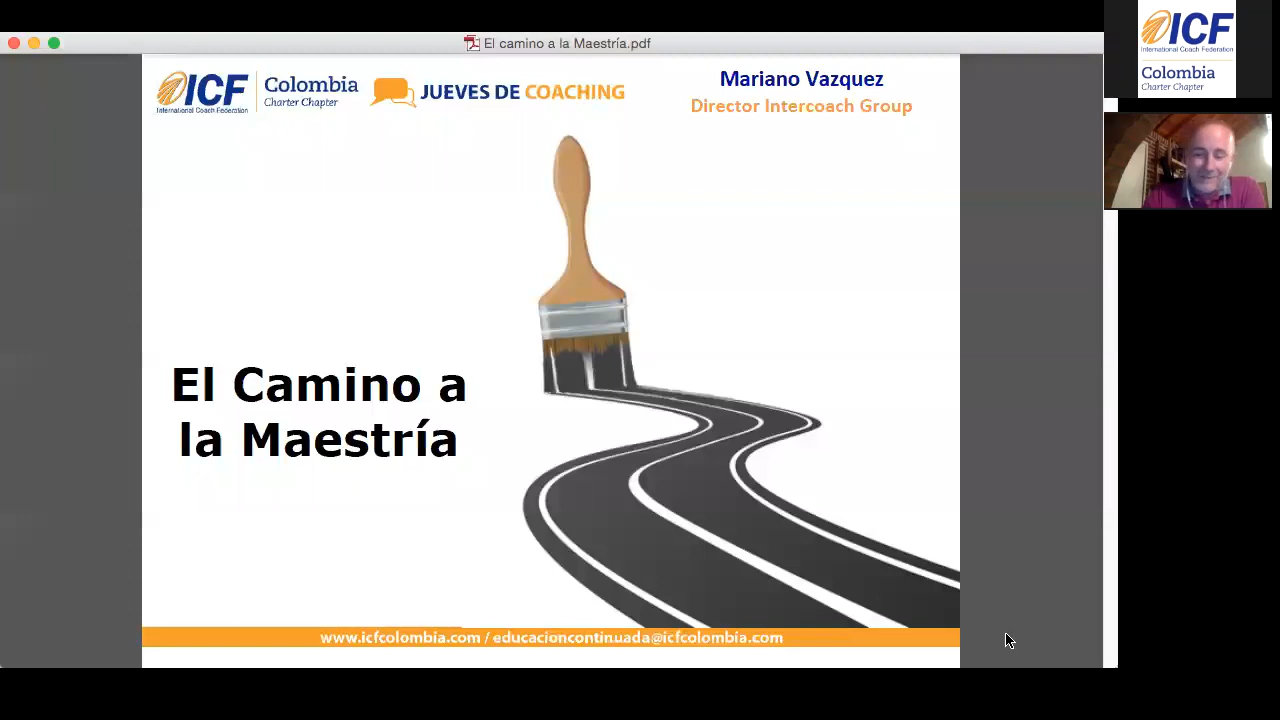 El camino a la Maestría.pdf
ICF
International Coach Federation
Colombia
Charter Chapter
JUEVES DE COACHING
Mariano Vazquez
Director Intercoach Group
El Camino a
la Maestría
www.icfcolombia.com / educacioncontinuada@icfcolombia.com
ICF
International Coach Federation
Colombia
Charter Chapter